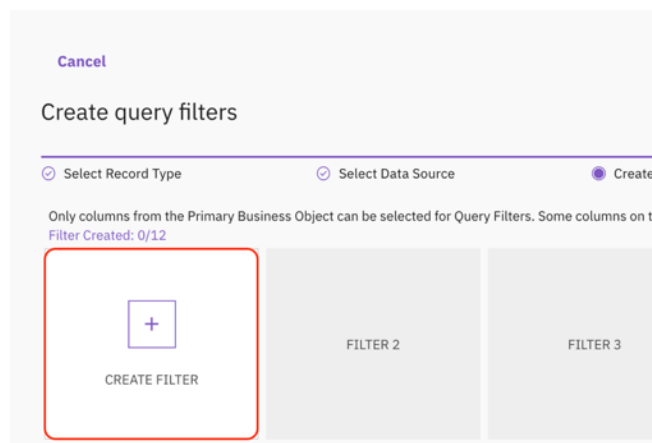 Cancel
Create query filters
Select Record Type
Select Data Source
Create
Only columns from the Primary Business Object can be selected for Query Filters. Some columns on
Filter Created: 0/12
CREATE FILTER
FILTER 2
FILTER 3